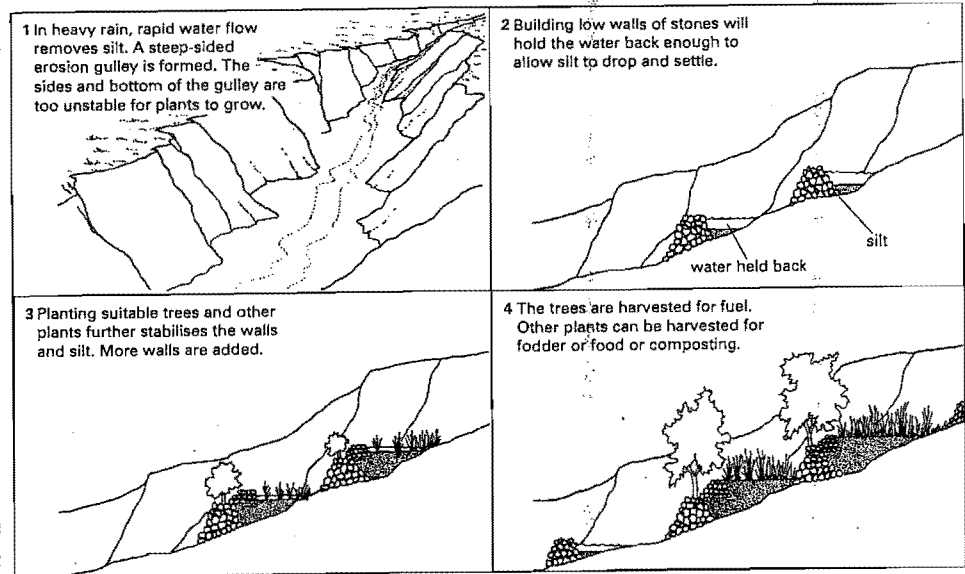 1 In heavy rain, rapid water flow
removes silt. A steep-sided
erosion gulley is formed. The
sides and bottom of the gulley are
too unstable for plants to grow.
2 Building low walls of stones will
hold the water back enough to
allow silt to drop and settle.
silt
water held back
3 Planting suitable trees and other
plants further stabilises the walls
and silt. More walls are added.
4 The trees are harvested for fuel.
Other plants can be harvested for
fodder or food or composting.